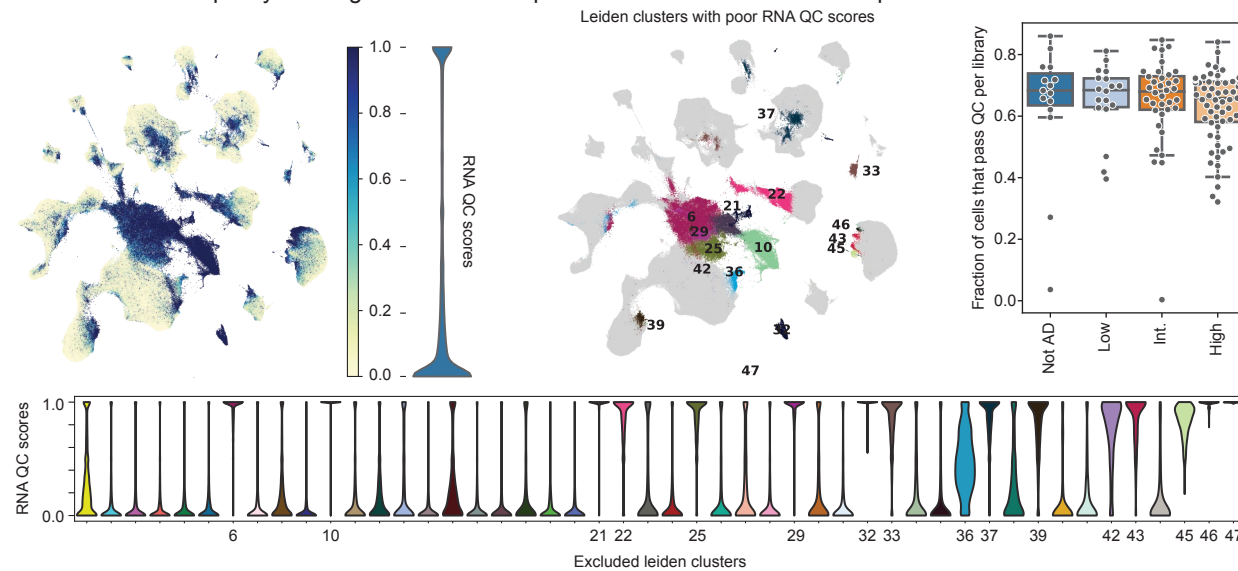 Leiden clusters with poor RNA QC scores
1.0
0.8
0.6
0.4
0.2
0.0
RNA QC scores
37
33
22
21
6
29
25
10
46
43
45
42
36
39
32
47
Fraction of cells that pass QC per library
0.8
0.6
0.4
0.2
0.0
Not AD
Low
Int.
High
RNA QC scores
1.0
0.0
6 10 21 22 25 29 32 33 36 37 39 42 43 45 46 47
Excluded leiden clusters